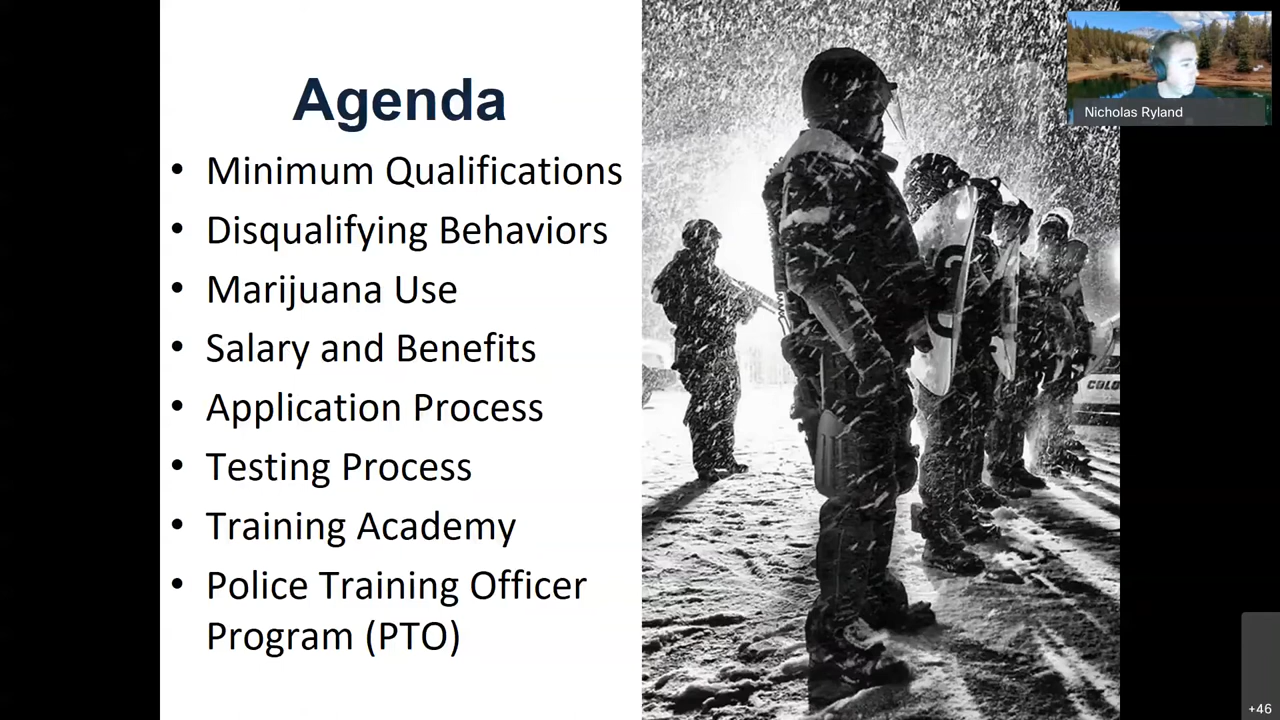 Agenda
• Minimum Qualifications
• Disqualifying Behaviors
• Marijuana Use
• Salary and Benefits
• Application Process
• Testing Process
• Training Academy
• Police Training Officer
Program (PTO)
Nicholas Ryland
COLO
+46